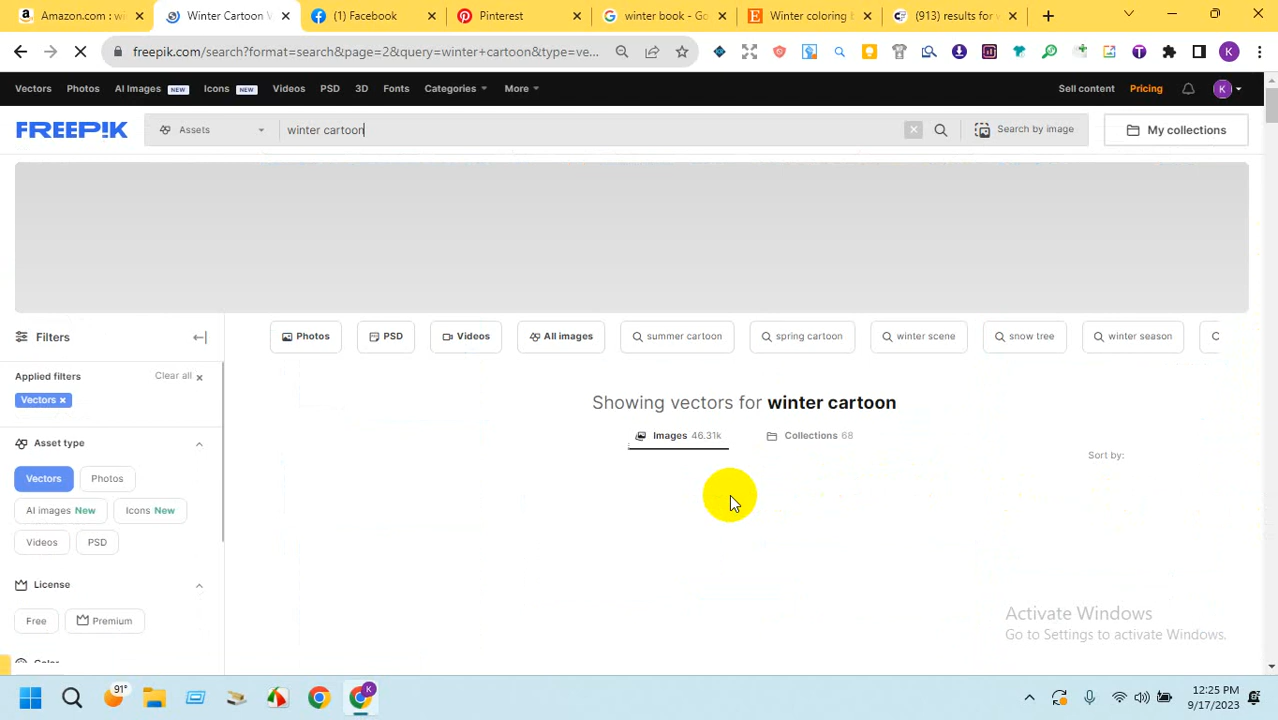 Amazon.com : wi
Winter Cartoon V
(1) Facebook
Pinterest
winter book - Go
Winter coloring b
(913) results for v
freepik.com/search?format=search&page=2&query=winter+cartoon&type=ve...
K
Vectors
Photos
AI Images NEW
Icons NEW
Videos
PSD
3D
Fonts
Categories
More
Sell content
Pricing
K
FREEPIK
Assets
winter cartoon
Search by image
My collections
Filters
Photos
PSD
Videos
All images
summer cartoon
spring cartoon
winter scene
snow tree
winter season
Applied filters
Clear all
Vectors
Showing vectors for winter cartoon
Images 46.31k
Collections 68
Sort by:
Asset type
Vectors
Photos
AI images New
Icons New
Videos
PSD
License
Free
Premium
Activate Windows
Go to Settings to activate Windows.
91°
K
12:25 PM
9/17/2023